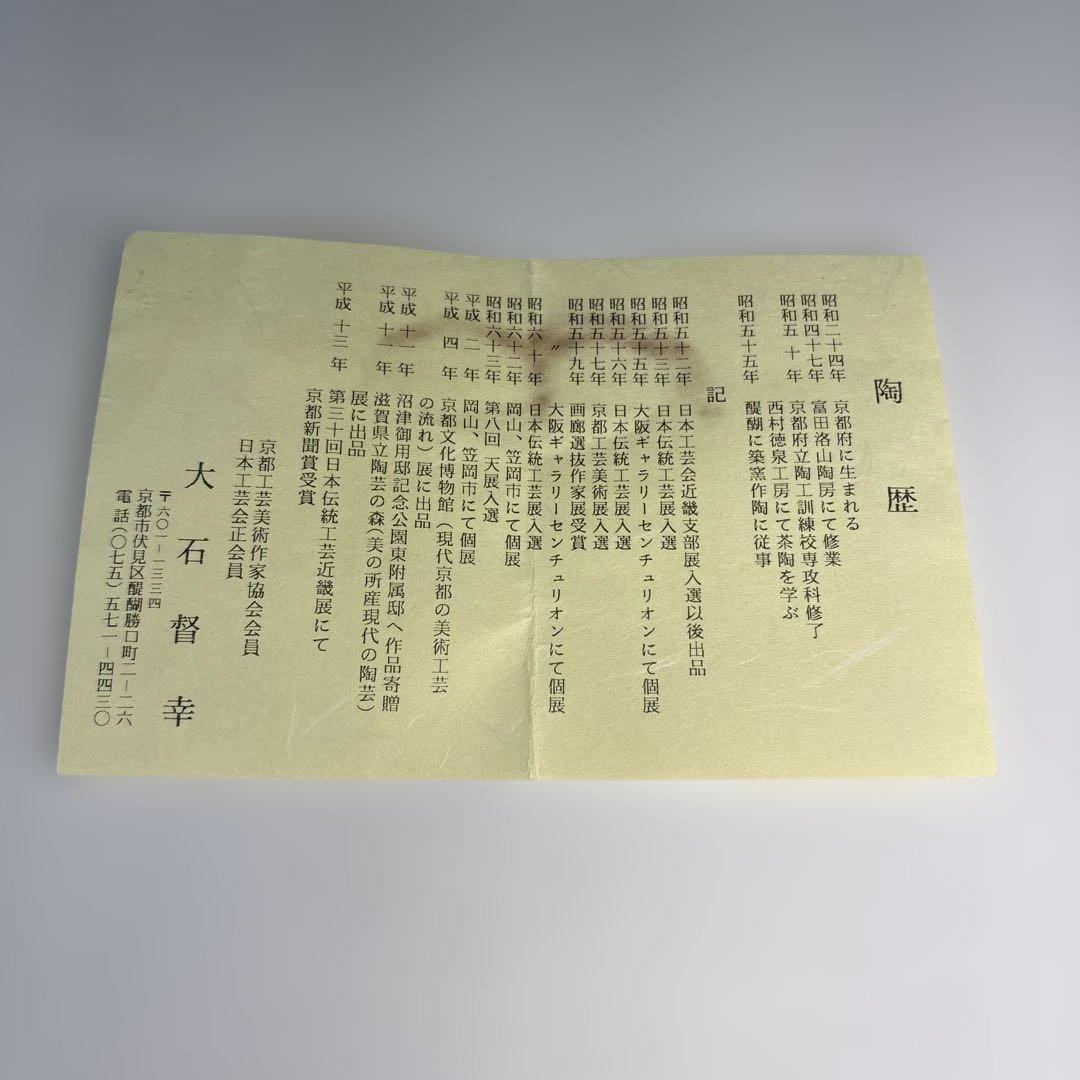 陶歴
昭和二十四年 京都府に生まれる
昭和四十七年 富田洛山陶房にて修業
京都府立陶工訓練校専攻科修了
昭和五十年 西村徳泉工房にて茶陶を学ぶ
昭和五十五年 醍醐に築窯作陶に従事
記
昭和五十二年 日本工芸会近畿支部展入選以後出品
昭和五十三年 日本伝統工芸展入選
昭和五十五年 大阪ギャラリーセンチュリオンにて個展
昭和五十六年 日本伝統工芸展入選
昭和五十七年 京都工芸美術展入選
昭和五十九年 画廊選抜作家展受賞
〃 大阪ギャラリーセンチュリオンにて個展
昭和六十年 日本伝統工芸展入選
昭和六十二年 岡山、笠岡市にて個展
昭和六十三年 第八回天展入選
平成二年 岡山、笠岡市にて個展
平成四年 京都文化博物館(現代京都の美術工芸
の流れ)展に出品
平成十一年 沼津御用邸記念公園東附属邸へ作品寄贈
平成十一年 滋賀県立陶芸の森(美の所産現代の陶芸)
展に出品
平成十三年 第三十回日本伝統工芸近畿展にて
京都新聞賞受賞
京都工芸美術作家協会会員
日本工芸会正会員
大石督幸
〒六〇一-一三三四
京都市伏見区醍醐勝口町二-二六
電話(〇七五)五七一-四四三〇